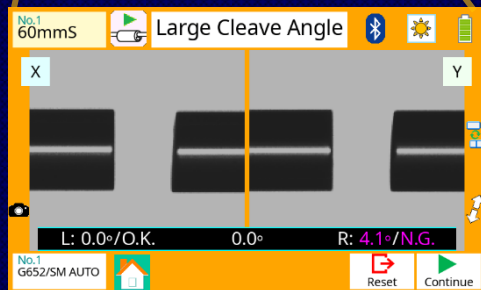 No.1
60mmS
Large Cleave Angle
X
Y
L: 0.0°/O.K.
0.0°
R: 4.1°/N.G.
No.1
G652/SM AUTO
Reset
Continue